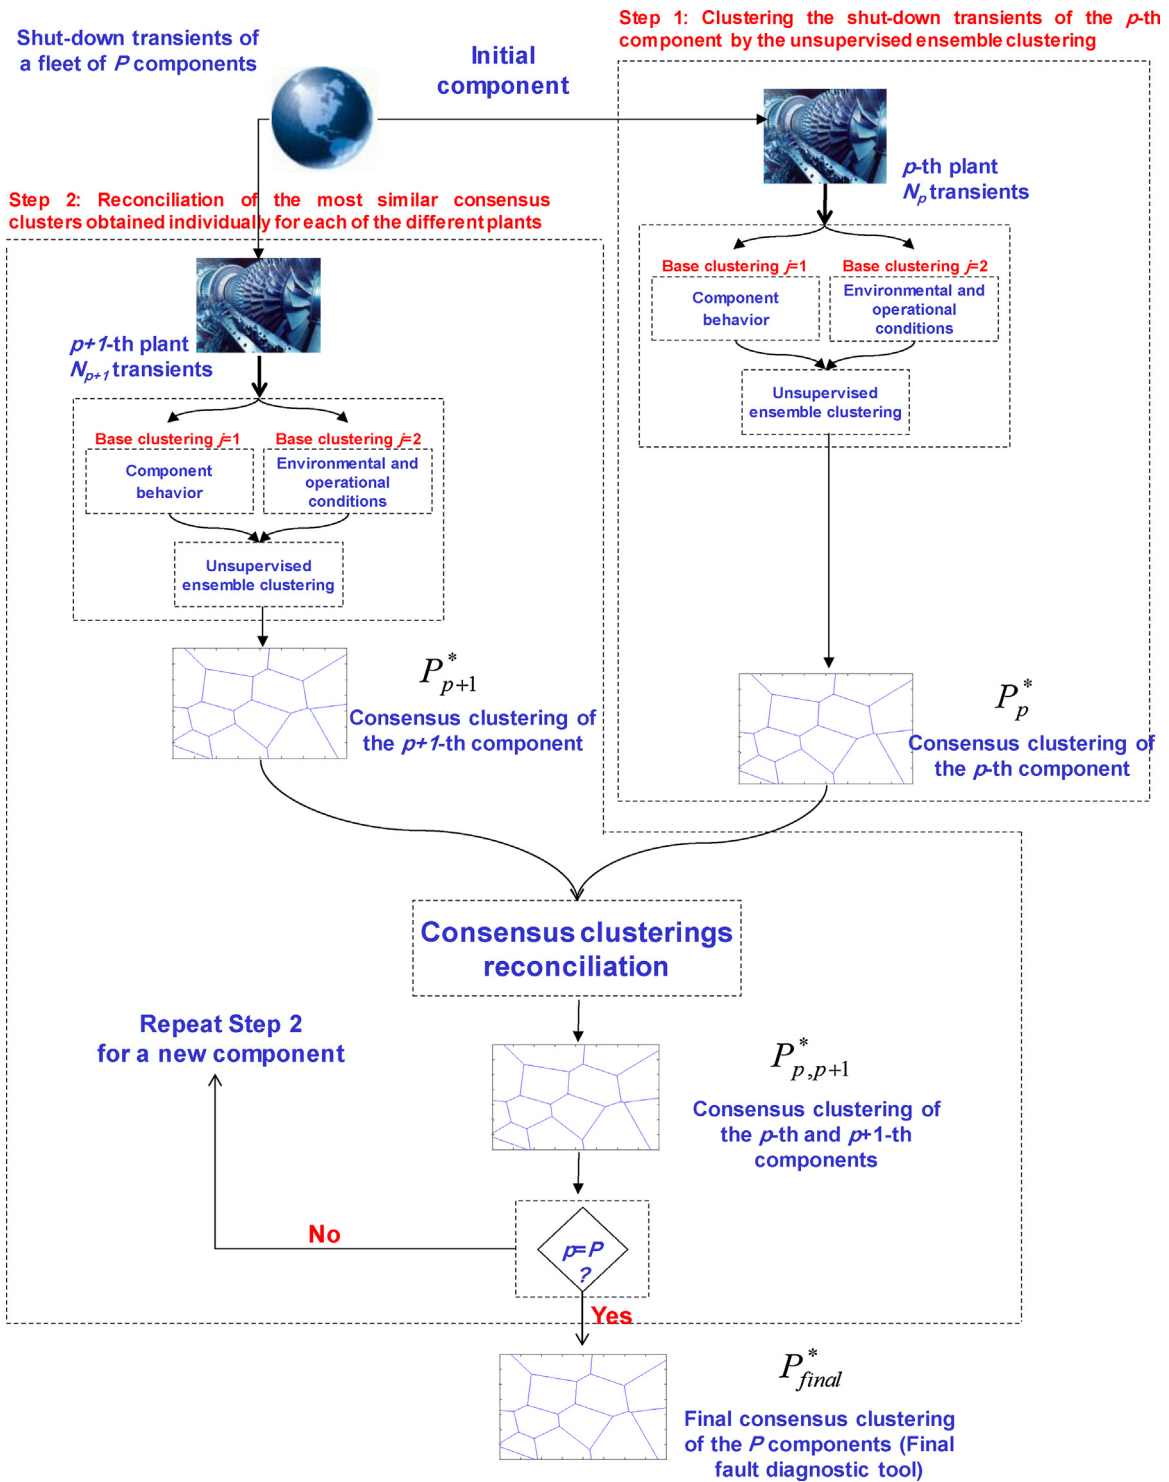 Step 1: Clustering the shut-down transients of the p-th
component by the unsupervised ensemble clustering
Shut-down transients of
a fleet of P components
Initial
component
p-th plant
N_p transients
Step 2: Reconciliation of the most similar consensus
clusters obtained individually for each of the different plants
Base clustering j=1
Base clustering j=2
Component
behavior
Environmental and
operational
conditions
Unsupervised
ensemble clustering
p+1-th plant
N_{p+1} transients
Base clustering j=1
Base clustering j=2
Component
behavior
Environmental and
operational
conditions
Unsupervised
ensemble clustering
P^*_{p+1}
Consensus clustering of
the p+1-th component
P^*_p
Consensus clustering of
the p-th component
Consensus clusterings
reconciliation
Repeat Step 2
for a new component
P^*_{p,p+1}
Consensus clustering of
the p-th and p+1-th
components
No
p=P
?
Yes
P^*_{final}
Final consensus clustering
of the P components (Final
fault diagnostic tool)